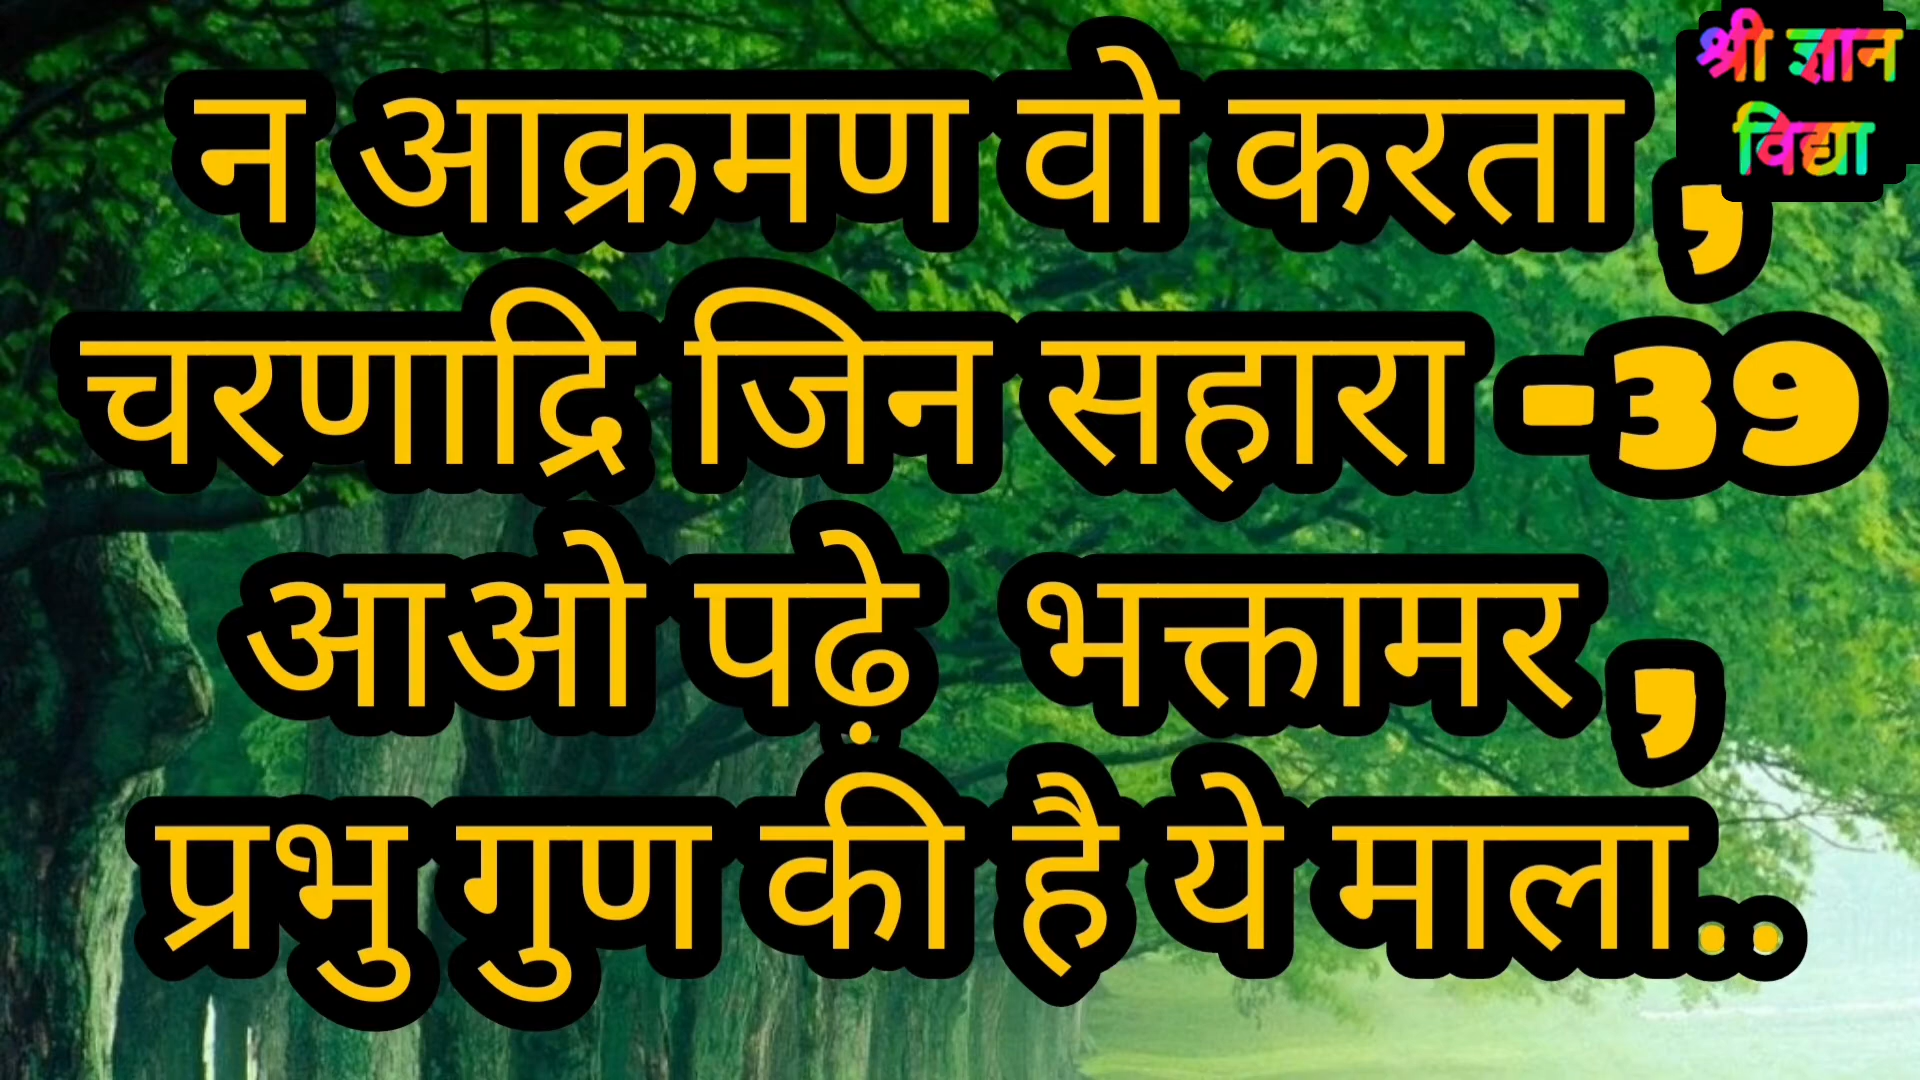 श्री ज्ञान
विद्या
न आक्रमण वो करता ,
चरणाद्रि जिन सहारा -39
आओ पढ़े भक्तामर ,
प्रभु गुण की है ये माला..